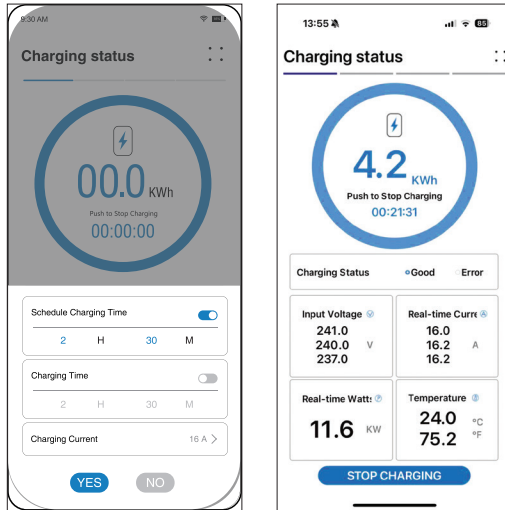 9:30 AM
Charging status
00.0 KWh
Push to Stop Charging
00:00:00
Schedule Charging Time
2 H 30 M
Charging Time
2 H 30 M
Charging Current 16 A >
YES NO
13:55
85
Charging status
4.2 KWh
Push to Stop Charging
00:21:31
Charging Status Good Error
Input Voltage V
241.0
240.0 V
237.0
Real-time Curre A
16.0
16.2 A
16.2
Real-time Watts
11.6 KW
Temperature
24.0 °C
75.2 °F
STOP CHARGING